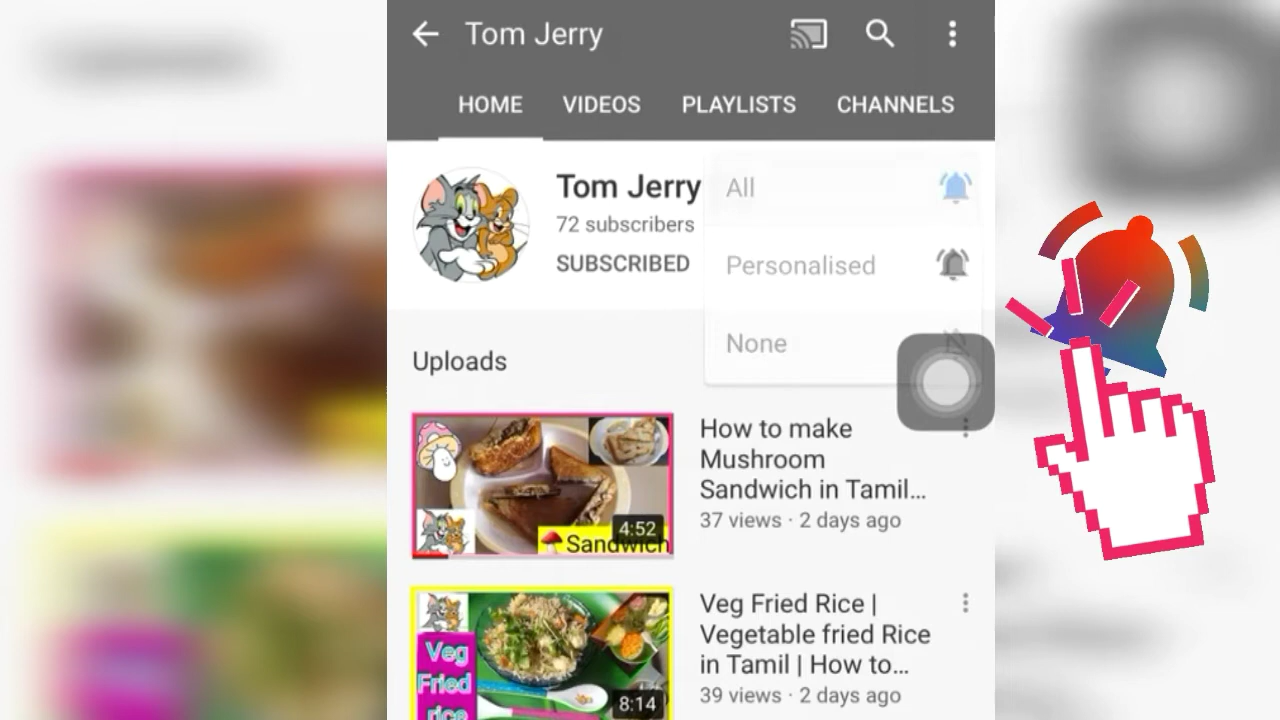 Tom Jerry
HOME VIDEOS PLAYLISTS CHANNELS
Tom Jerry
72 subscribers
SUBSCRIBED
All
Personalised
None
Uploads
4:52
Sandwich
How to make
Mushroom
Sandwich in Tamil...
37 views · 2 days ago
Veg
Fried
rice
8:14
Veg Fried Rice |
Vegetable fried Rice
in Tamil | How to...
39 views · 2 days ago